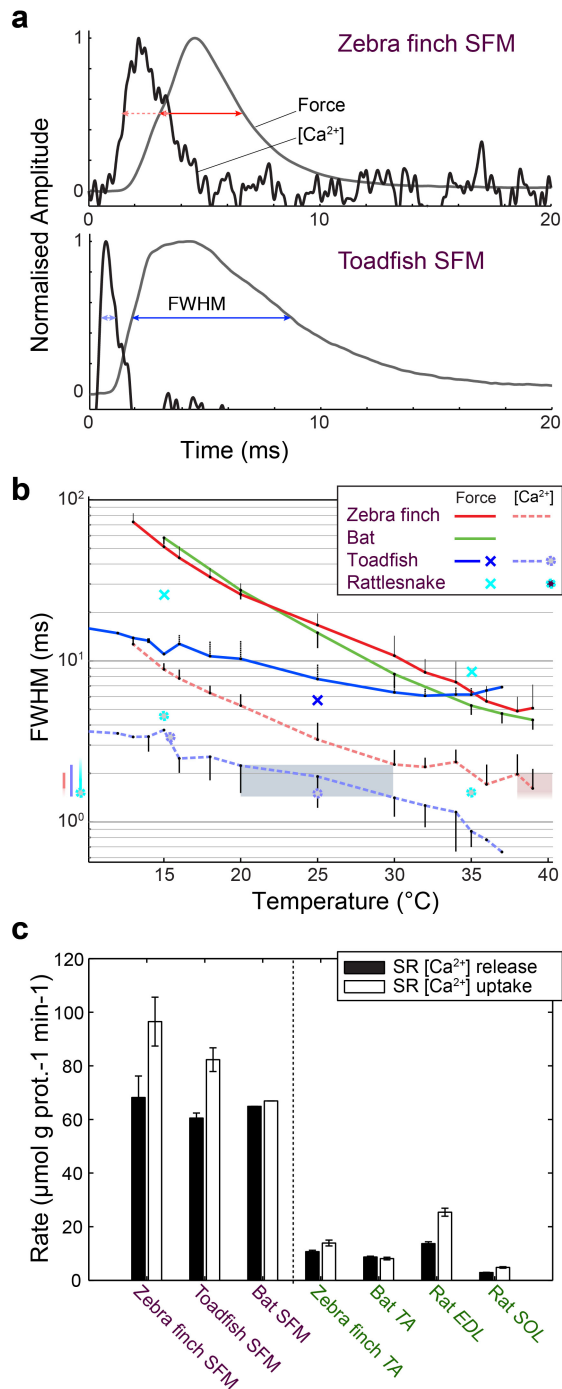 a
Zebra finch SFM
1
Force
[Ca²⁺]
0
0 10 20
Normalised Amplitude
Toadfish SFM
1
FWHM
0
0 10 20
Time (ms)
b
Force [Ca²⁺]
Zebra finch
Bat
Toadfish
Rattlesnake
10²
10¹
10⁰
FWHM (ms)
15 20 25 30 35 40
Temperature (°C)
c
SR [Ca²⁺] release
SR [Ca²⁺] uptake
120
100
80
60
40
20
0
Rate (µmol g prot.-1 min-1)
Zebra finch SFM
Toadfish SFM
Bat SFM
Zebra finch TA
Bat TA
Rat EDL
Rat SOL